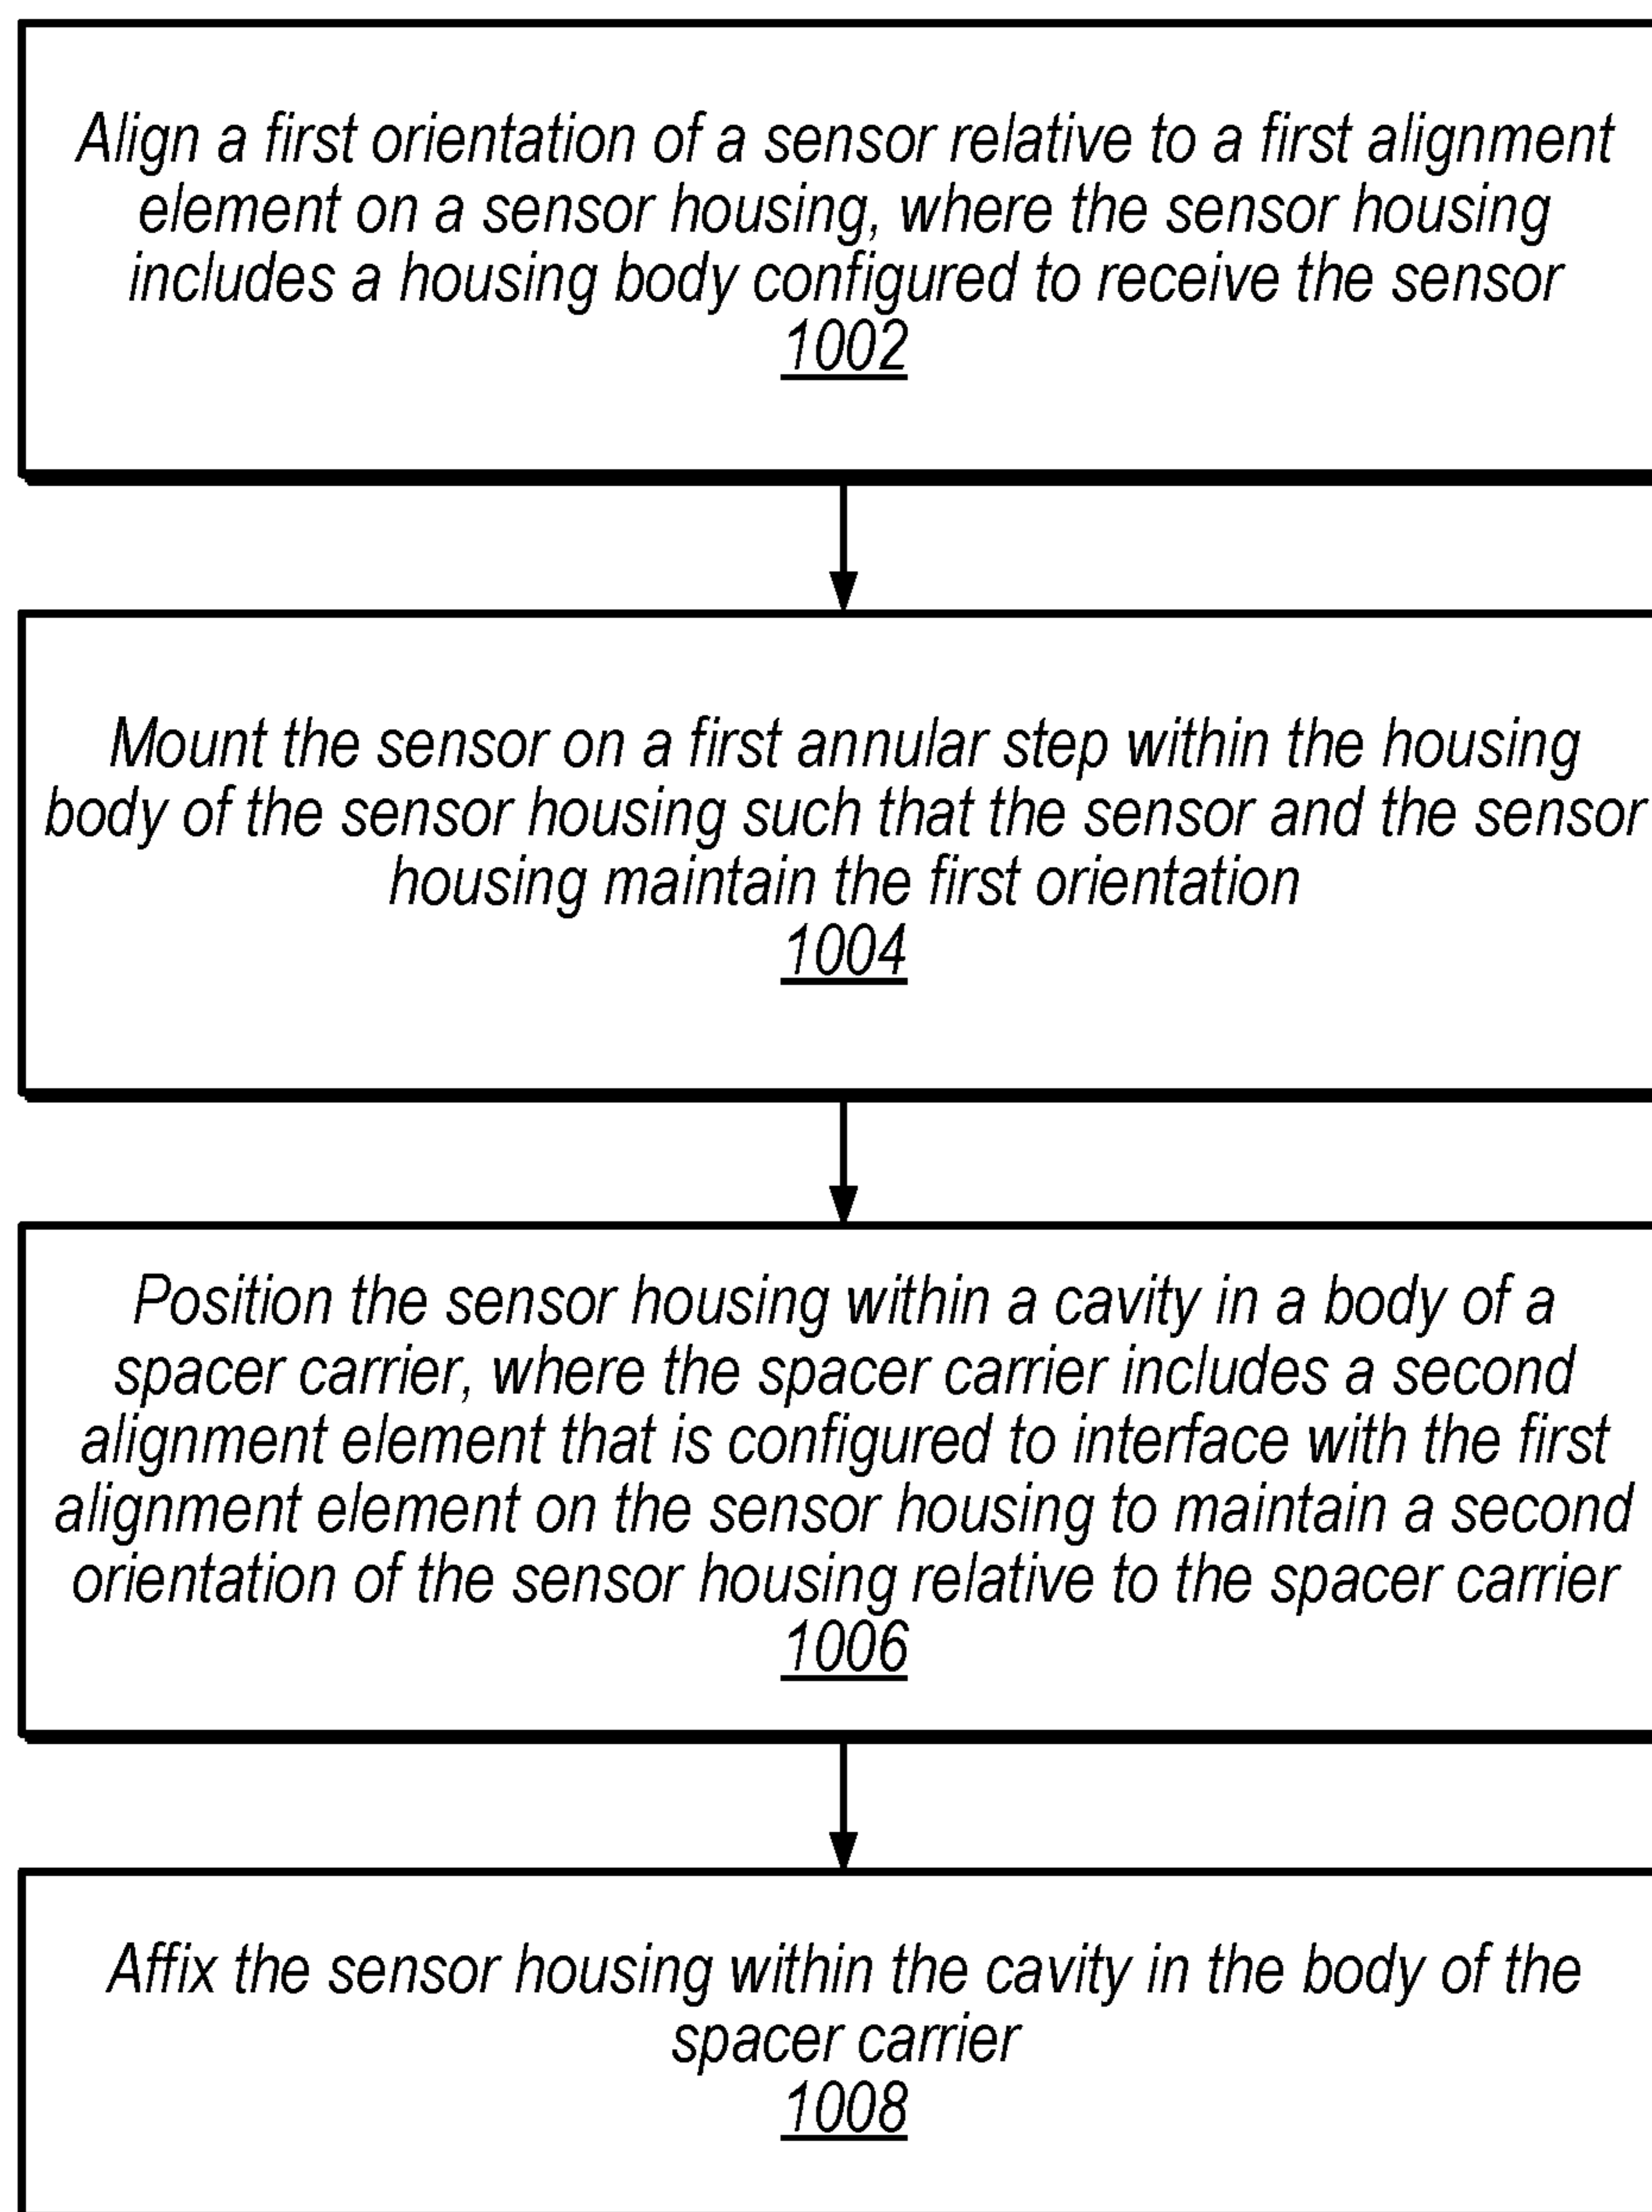 Align a first orientation of a sensor relative to a first alignment
element on a sensor housing, where the sensor housing
includes a housing body configured to receive the sensor
1002
Mount the sensor on a first annular step within the housing
body of the sensor housing such that the sensor and the sensor
housing maintain the first orientation
1004
Position the sensor housing within a cavity in a body of a
spacer carrier, where the spacer carrier includes a second
alignment element that is configured to interface with the first
alignment element on the sensor housing to maintain a second
orientation of the sensor housing relative to the spacer carrier
1006
Affix the sensor housing within the cavity in the body of the
spacer carrier
1008